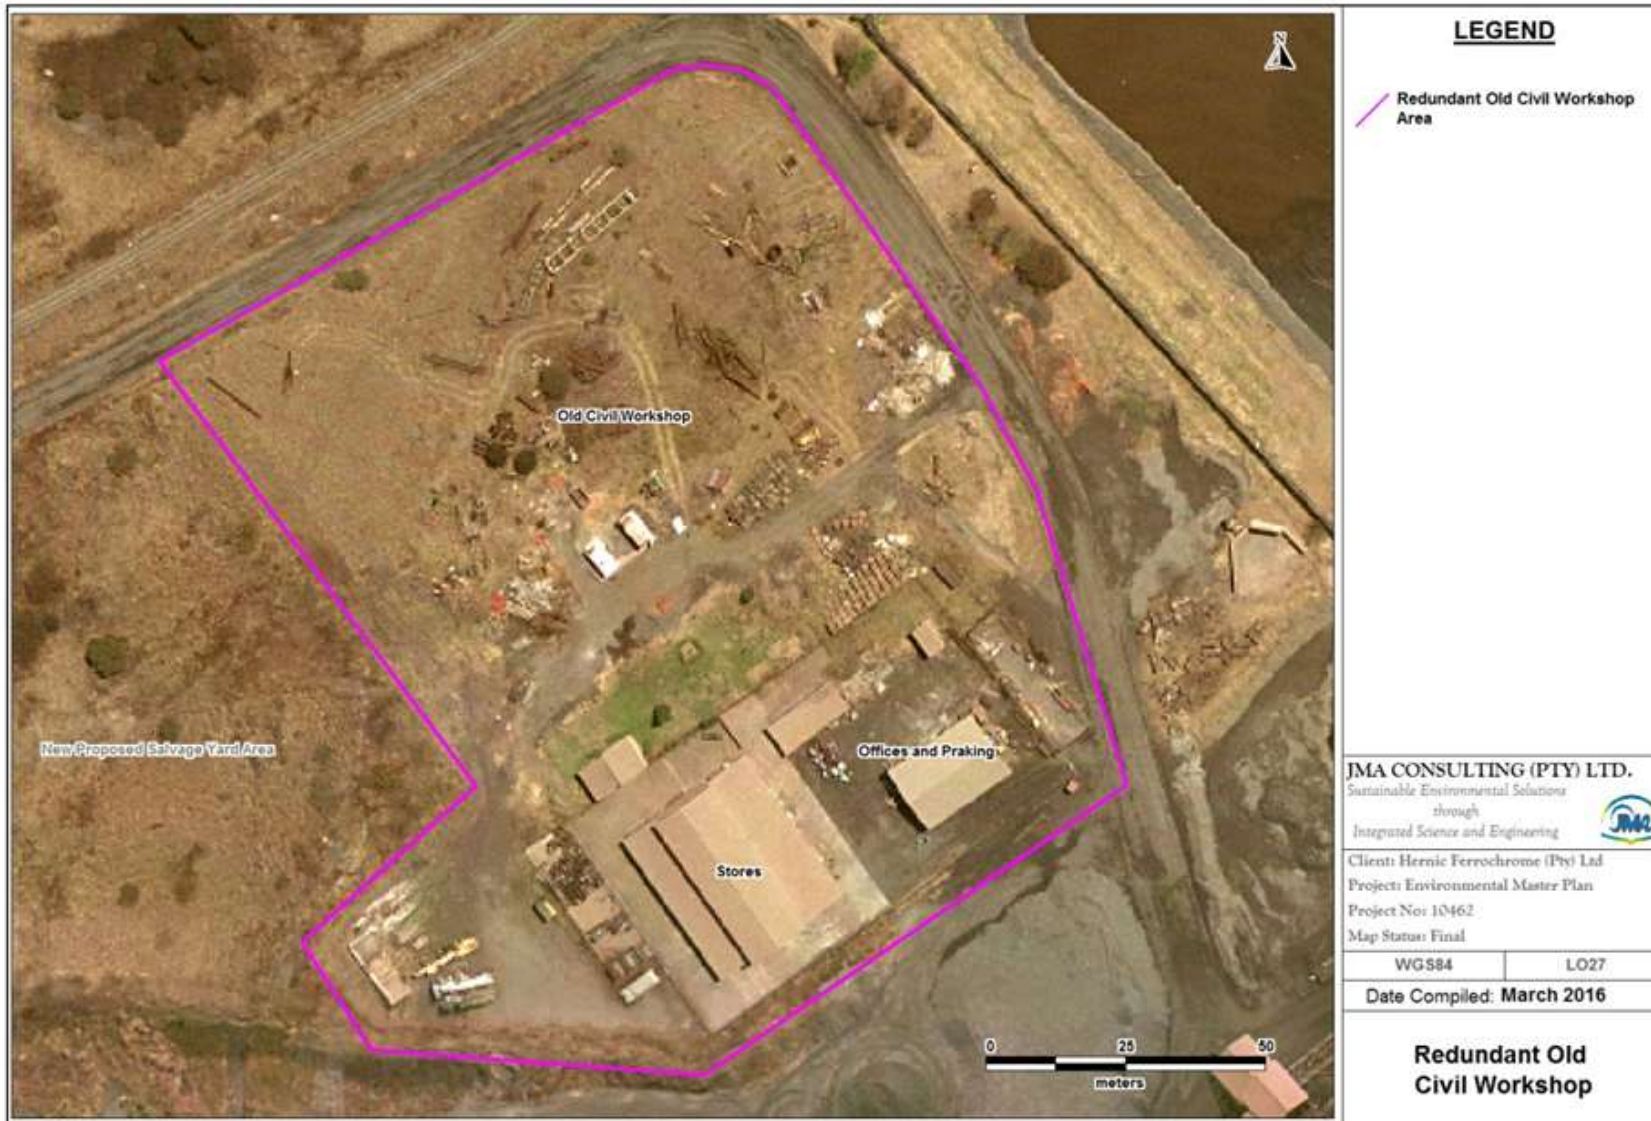 N
Old Civil Workshop
New Proposed Salvage Yard Area
Offices and Praking
Stores
0 25 50
meters
LEGEND
Redundant Old Civil Workshop
Area
JMA CONSULTING (PTY) LTD.
Sustainable Environmental Solutions
through
Integrated Science and Engineering
JMA
Client: Hernic Ferrochrome (Pty) Ltd
Project: Environmental Master Plan
Project No: 10462
Map Status: Final
WGS84 LO27
Date Compiled: March 2016
Redundant Old
Civil Workshop